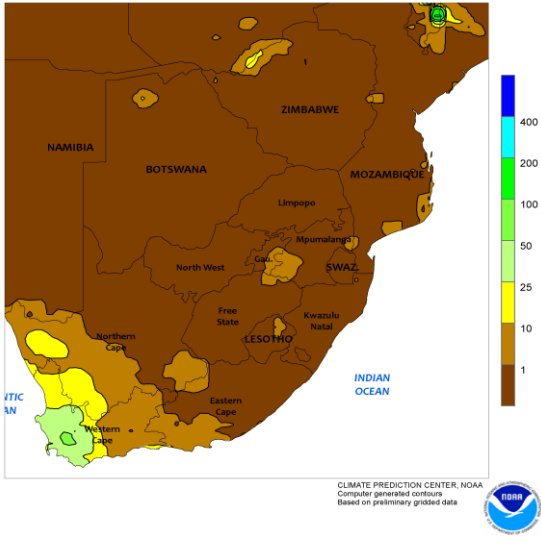 ZIMBABWE
NAMIBIA
BOTSWANA
MOZAMBIQUE
Limpopo
Mpumalanga
Gau.
North West
SWAZ.
Free
State
Kwazulu
Natal
LESOTHO
Northern
Cape
Eastern
Cape
Western
Cape
NTIC
AN
INDIAN
OCEAN
400
200
100
50
25
10
1
CLIMATE PREDICTION CENTER, NOAA
Computer generated contours
Based on preliminary gridded data
NOAA